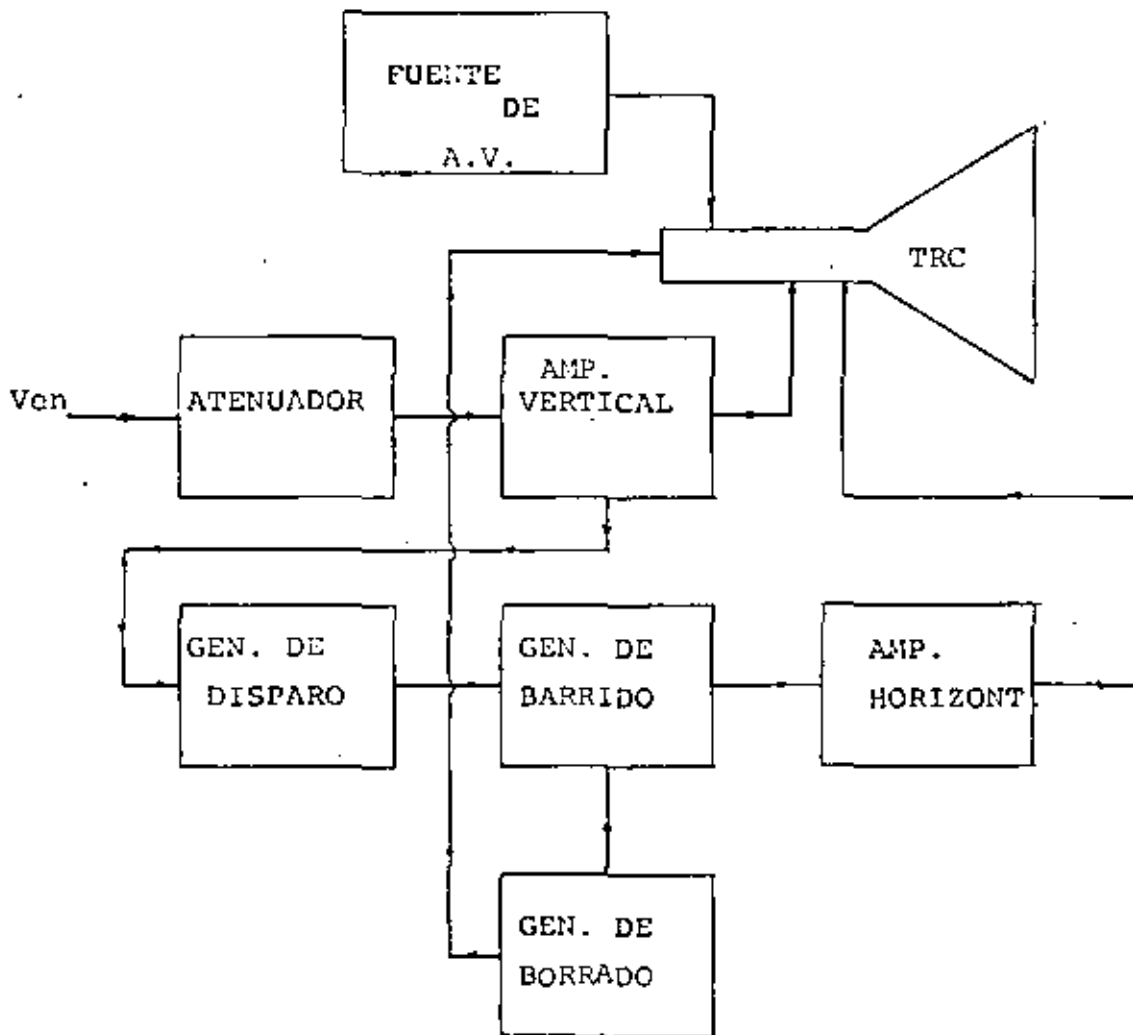 FUENTE
DE
A.V.
TRC
Ven
ATENUADOR
AMP.
VERTICAL
GEN. DE
DISPARO
GEN. DE
BARRIDO
AMP.
HORIZONT
GEN. DE
BORRADO